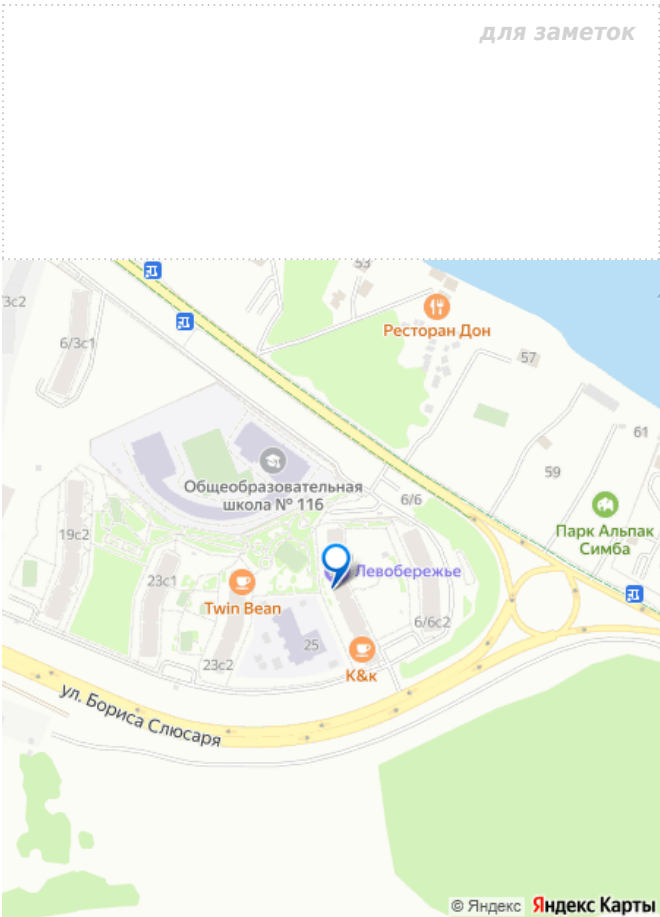 для заметок
53
/3с2
6/3с1
Ресторан Дон
57
61
Общеобразовательная
школа № 116
59
6/6
Парк Альпак
Симба
19с2
23с1
Левобережье
Twin Bean
6/6с2
25
23с2
К&к
ул. Бориса Слюсаря
© Яндекс Яндекс Карты